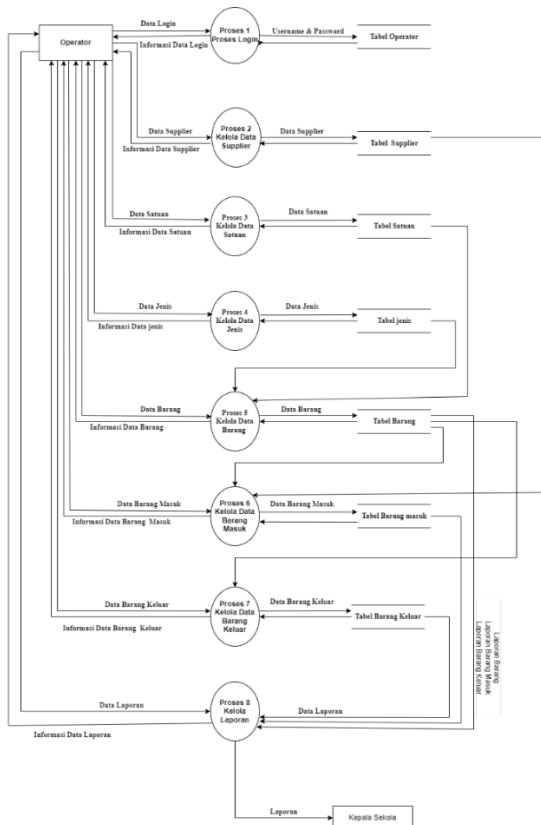 Data Login
Operator
Informasi Data Login
Proses 1
Proses Login
Username & Password
Tabel Operator
Data Supplier
Informasi Data Supplier
Proses 2
Kelola Data
Supplier
Data Supplier
Tabel Supplier
Data Satuan
Informasi Data Satuan
Proses 3
Kelola Data
Satuan
Data Satuan
Tabel Satuan
Data Jenis
Informasi Data jenis
Proses 4
Kelola Data
Jenis
Data Jenis
Tabel jenis
Data Barang
Informasi Data Barang
Proses 5
Kelola Data
Barang
Data Barang
Tabel Barang
Data Barang Masuk
Informasi Data Barang Masuk
Proses 6
Kelola Data
Barang
Masuk
Data Barang Masuk
Tabel Barang masuk
Data Barang Keluar
Informasi Data Barang Keluar
Proses 7
Kelola Data
Barang
Keluar
Data Barang Keluar
Tabel Barang Keluar
Laporan Barang
Laporan Barang Masuk
Laporan Barang Keluar
Data Laporan
Informasi Data Laporan
Proses 8
Kelola
Laporan
Data Laporan
Laporan
Kepala Sekola